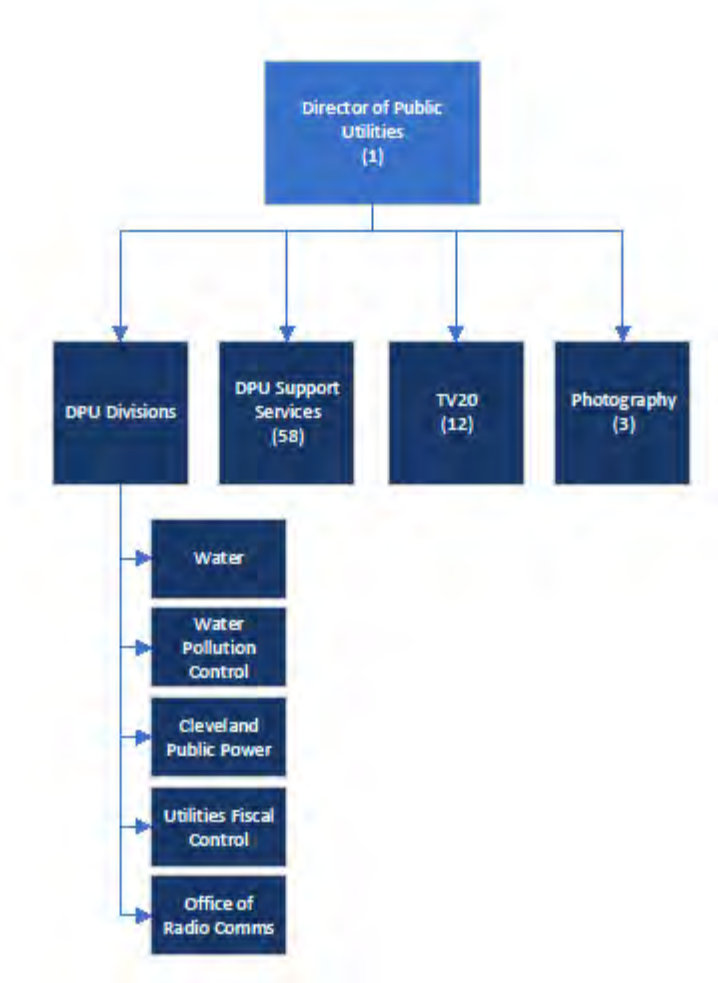 Director of Public
Utilities
(1)
DPU Divisions
DPU Support
Services
(58)
TV20
(12)
Photography
(3)
Water
Water
Pollution
Control
Cleveland
Public Power
Utilities Fiscal
Control
Office of
Radio Comms